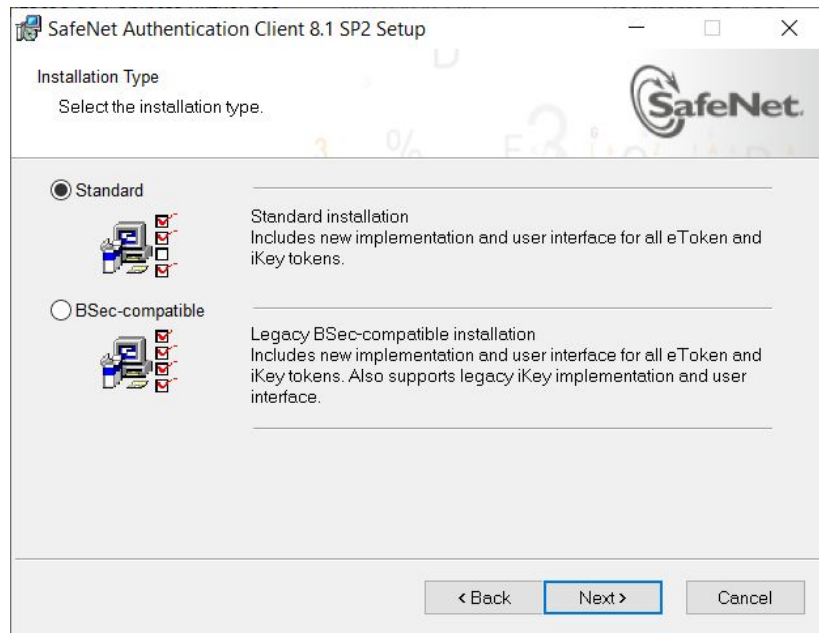 SafeNet Authentication Client 8.1 SP2 Setup
Installation Type
Select the installation type.
SafeNet.
Standard
Standard installation
Includes new implementation and user interface for all eToken and
iKey tokens.
BSec-compatible
Legacy BSec-compatible installation
Includes new implementation and user interface for all eToken and
iKey tokens. Also supports legacy iKey implementation and user
interface.
< Back
Next >
Cancel